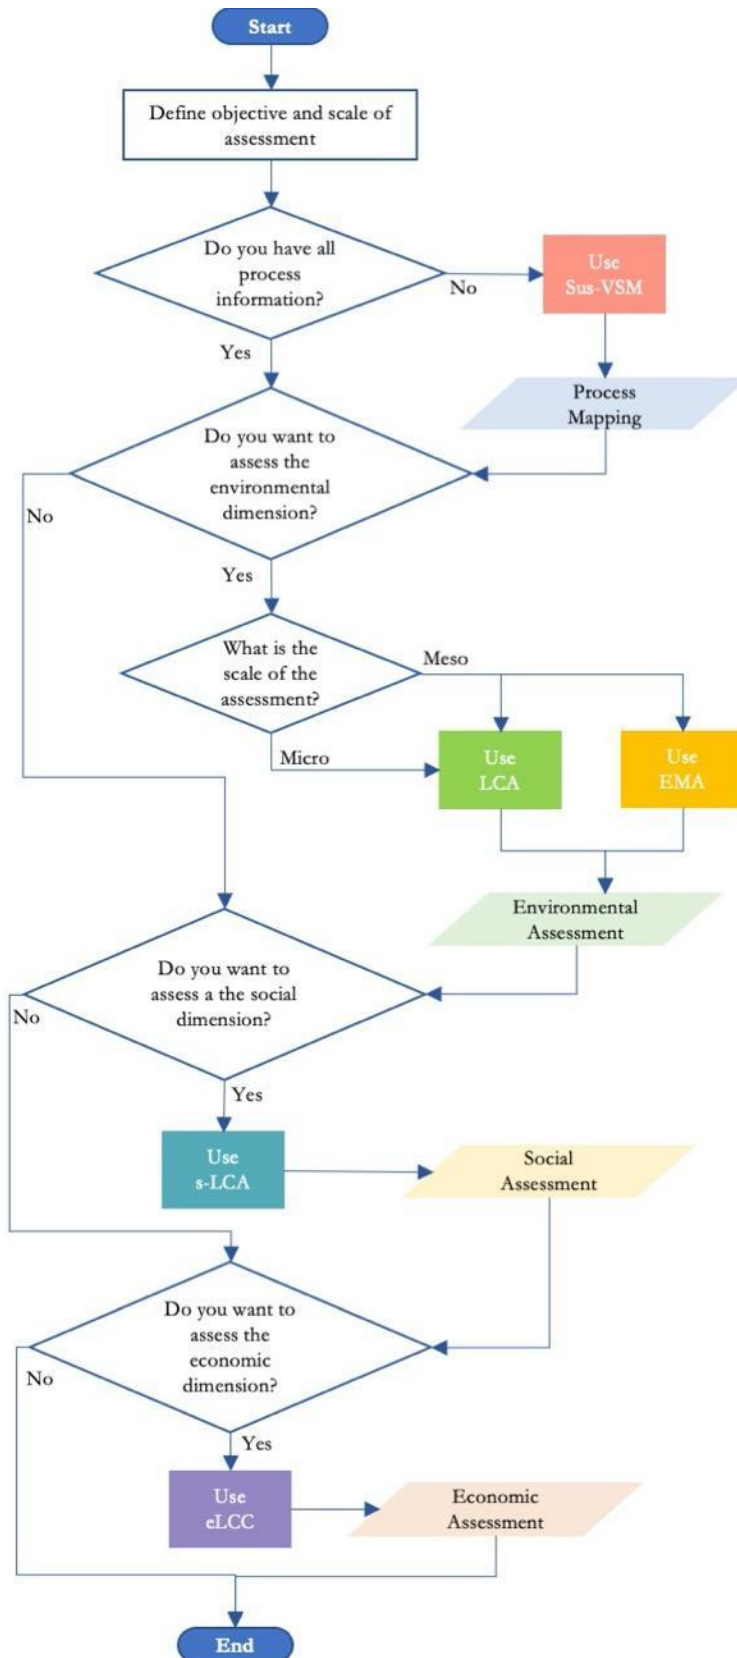 Start
Define objective and scale of
assessment
Do you have all
process
information?
No
Use
Sus-VSM
Yes
Process
Mapping
Do you want to
assess the
environmental
dimension?
No
Yes
What is the
scale of the
assessment?
Meso
Micro
Use
LCA
Use
EMA
Environmental
Assessment
Do you want to
assess a the social
dimension?
No
Yes
Use
s-LCA
Social
Assessment
Do you want to
assess the
economic
dimension?
No
Yes
Use
eLCC
Economic
Assessment
End